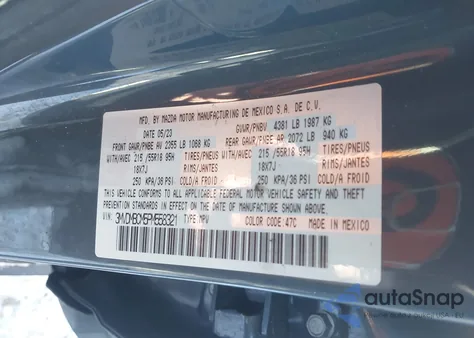 MFD. BY MAZDA MOTOR MANUFACTURING DE MEXICO S.A. DE C.V.
DATE 05/23 GVWR/PNBV 4381 LB 1987 KG
FRONT GAWR/PNBE AV 2355 LB 1068 KG REAR GAWR/PNBE AR 2072 LB 940 KG
WITH/AVEC 215 /55R18 95H TIRES/PNEUS WITH/AVEC 215 /55R18 95H TIRES/PNEUS
18X7J RIMS/JANTES 18X7J RIMS/JANTES
250 KPA/36 PSI COLD/A FROID 250 KPA/36 PSI COLD/A FROID
THIS VEHICLE CONFORMS TO ALL APPLICABLE FEDERAL MOTOR VEHICLE SAFETY AND THEFT
PREVENTION STANDARDS IN EFFECT ON THE DATE OF MANUFACTURE SHOWN ABOVE.
VIN: 3MVDMBCM5PM558321 TYPE: MPV COLOR CODE: 47C
autoSnap